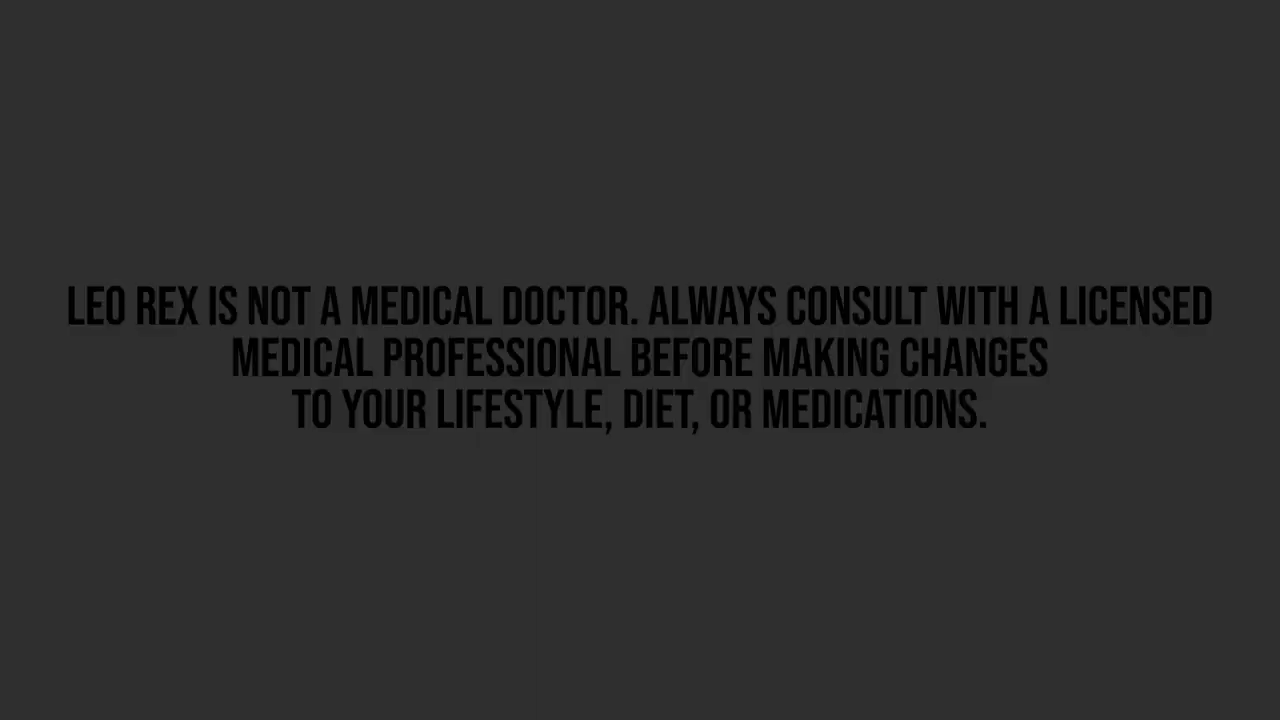 LEO REX IS NOT A MEDICAL DOCTOR. ALWAYS CONSULT WITH A LICENSED
MEDICAL PROFESSIONAL BEFORE MAKING CHANGES
TO YOUR LIFESTYLE, DIET, OR MEDICATIONS.